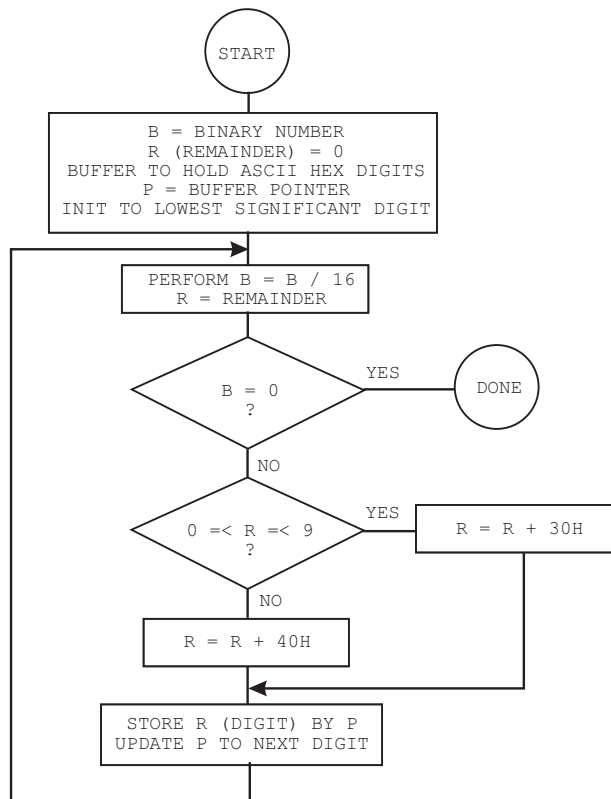 START
B = BINARY NUMBER
R (REMAINDER) = 0
BUFFER TO HOLD ASCII HEX DIGITS
P = BUFFER POINTER
INIT TO LOWEST SIGNIFICANT DIGIT
PERFORM B = B / 16
R = REMAINDER
B = 0
?
YES
DONE
NO
0 =< R =< 9
?
YES
R = R + 30H
NO
R = R + 40H
STORE R (DIGIT) BY P
UPDATE P TO NEXT DIGIT